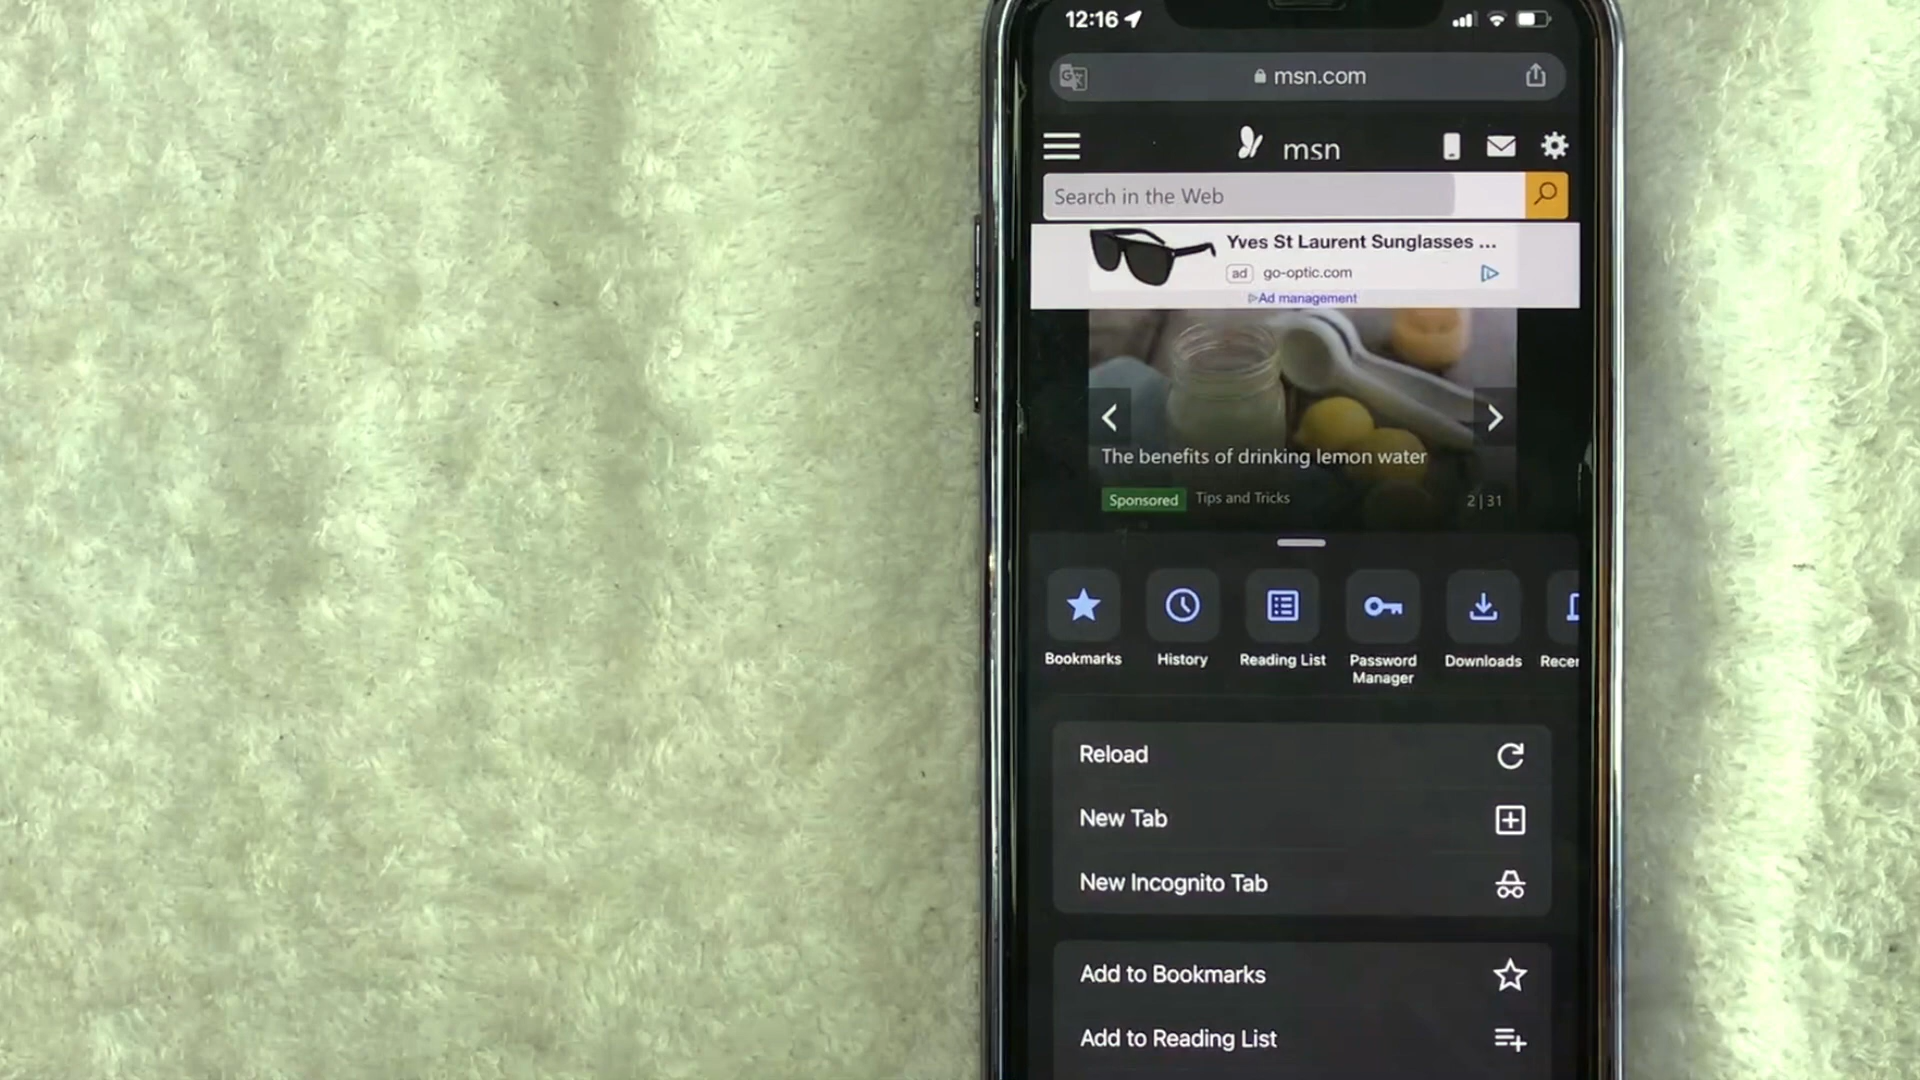 12:16
msn.com
msn
Search in the Web
Yves St Laurent Sunglasses ...
ad go-optic.com
Ad management
The benefits of drinking lemon water
Sponsored Tips and Tricks 2 | 31
Bookmarks
History
Reading List
Password
Manager
Downloads
Recen
Reload
New Tab
New Incognito Tab
Add to Bookmarks
Add to Reading List